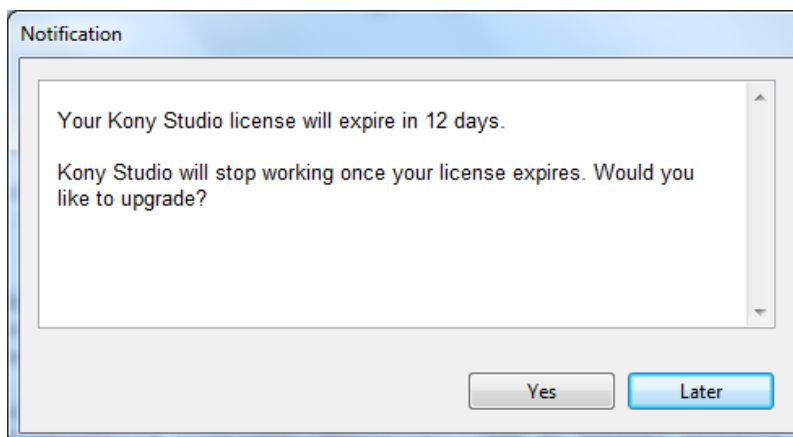 Notification
Your Kony Studio license will expire in 12 days.
Kony Studio will stop working once your license expires. Would you
like to upgrade?
Yes
Later